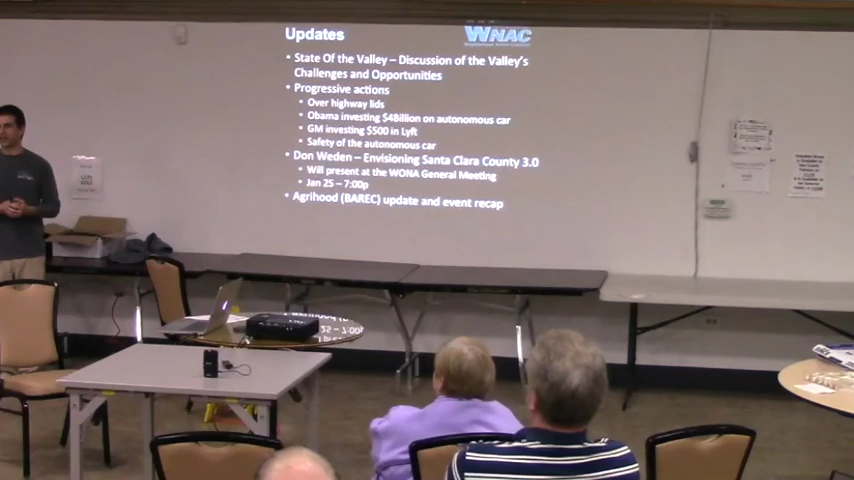 Updates
WNAC
• State Of the Valley – Discussion of the Valley's
Challenges and Opportunities
• Progressive actions
• Over highway lids
• Obama investing $4Billion on autonomous car
• GM investing $500 in Lyft
• Safety of the autonomous car
• Don Weden – Envisioning Santa Clara County 3.0
• Will present at the WONA General Meeting
• Jan 25 – 7:00p
• Agrihood (BAREC) update and event recap